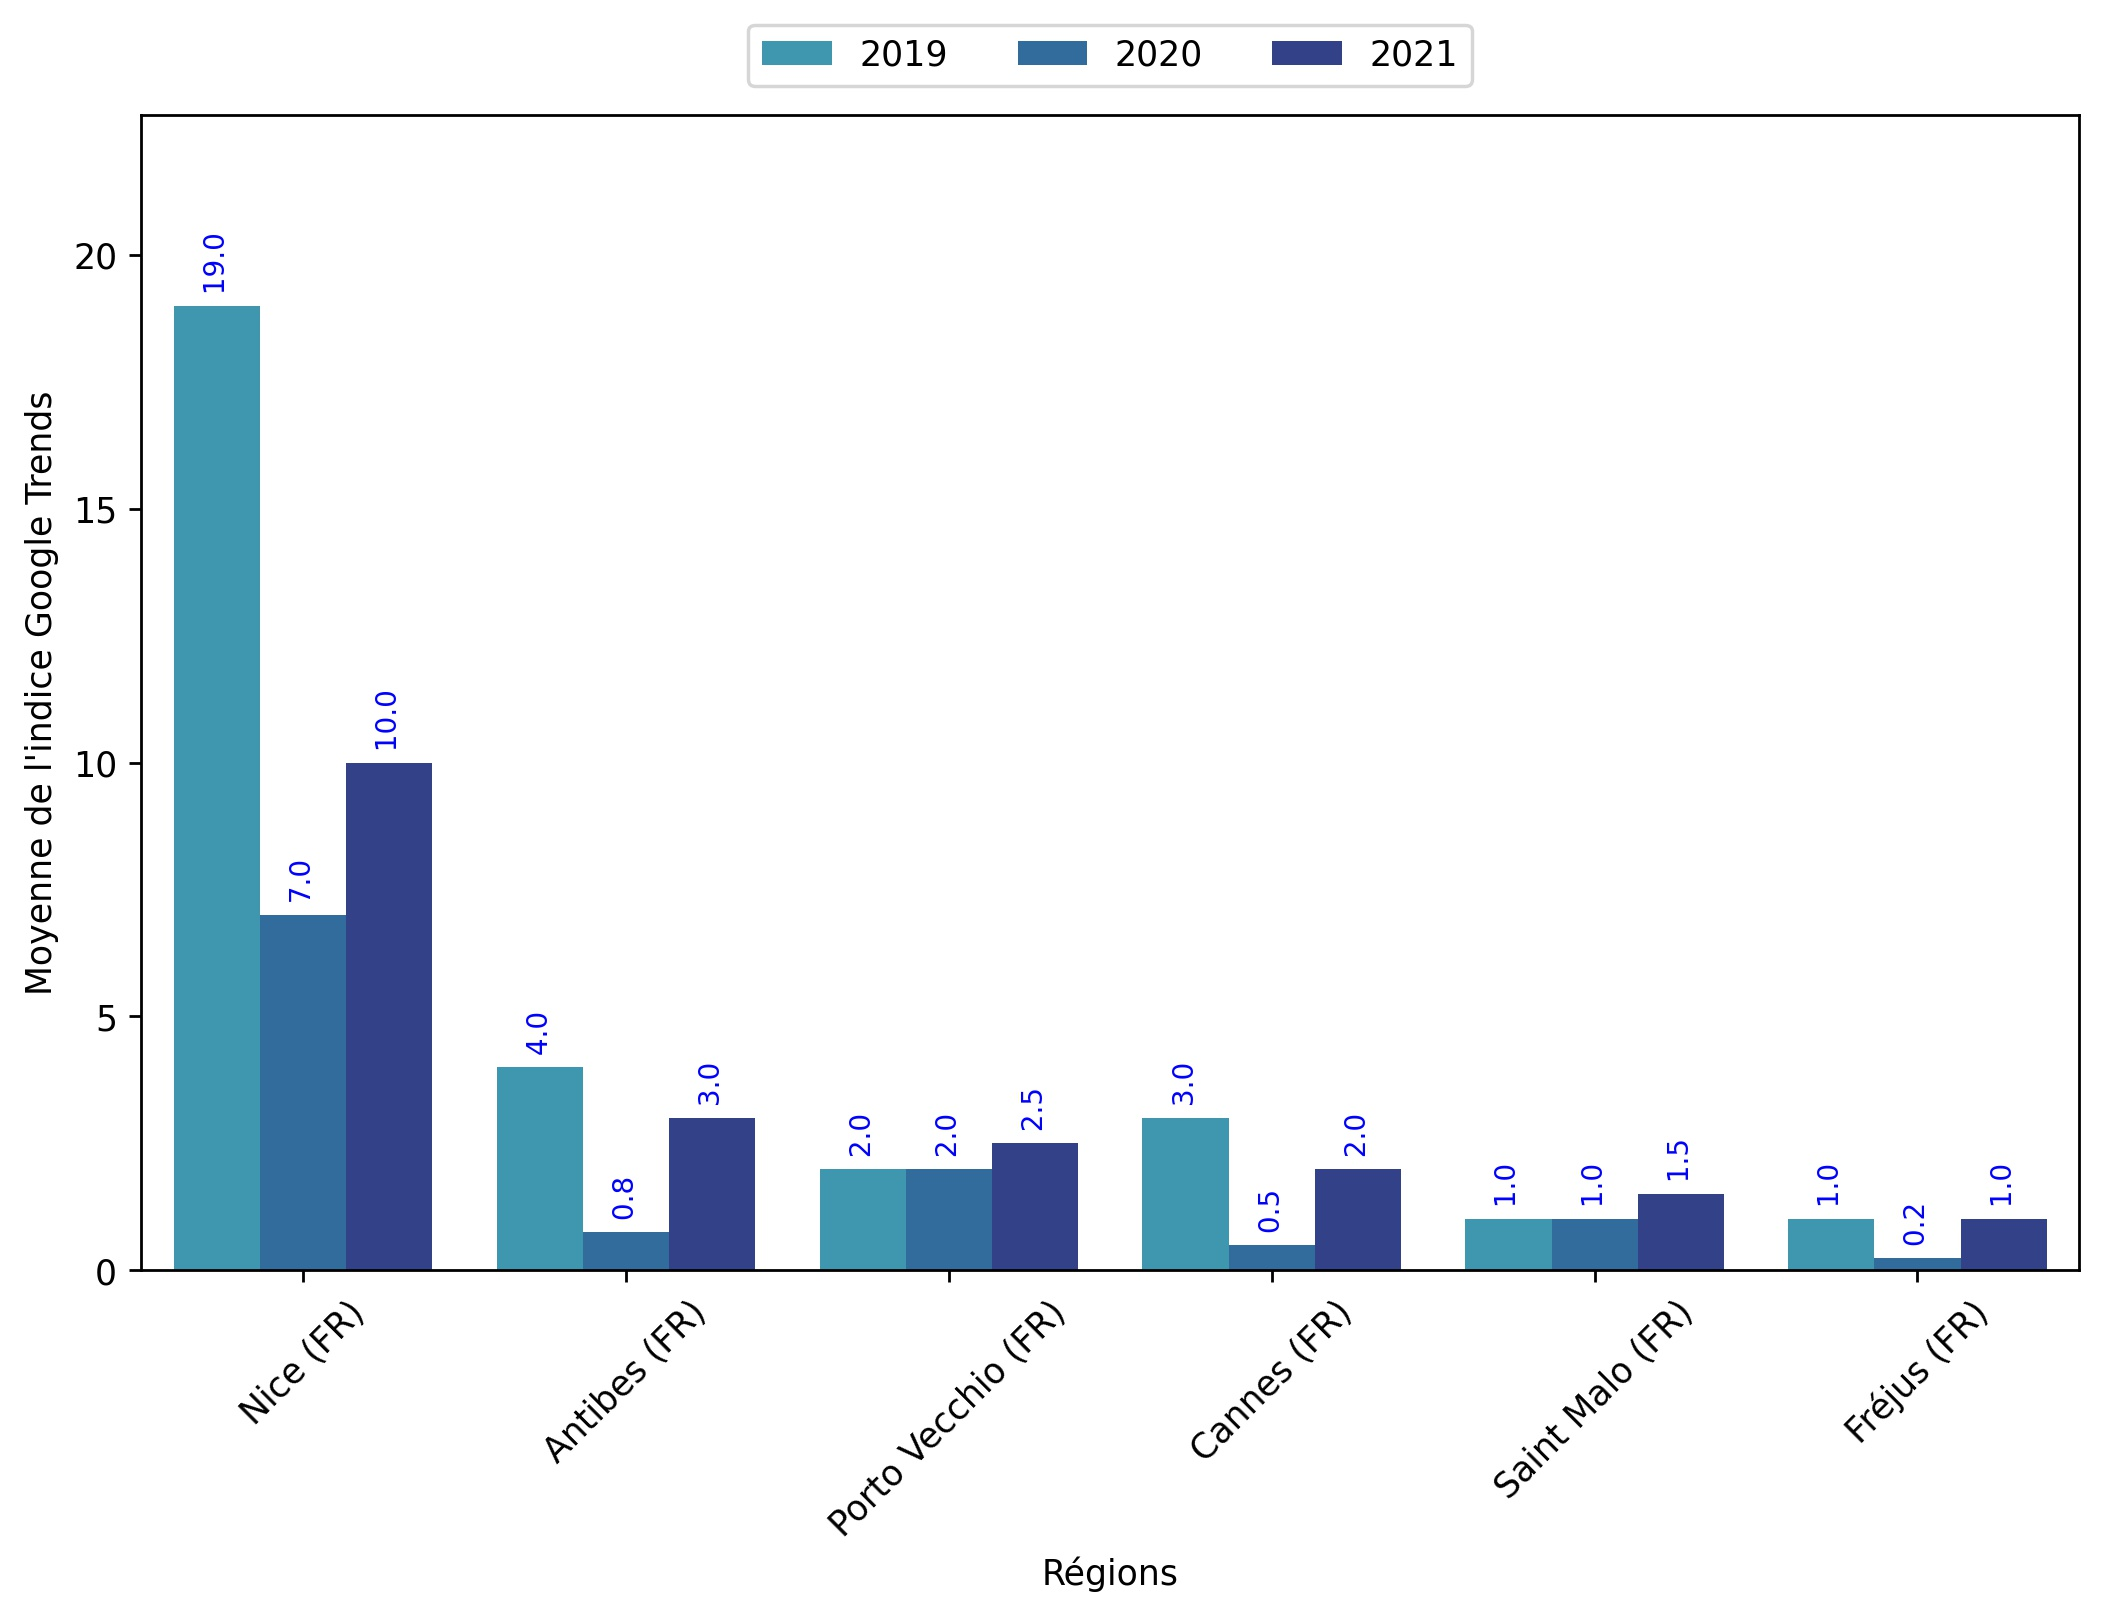 2019 2020 2021
Moyenne de l'indice Google Trends
20
15
10
5
0
19.0 7.0 10.0
4.0 0.8 3.0
2.0 2.0 2.5
3.0 0.5 2.0
1.0 1.0 1.5
1.0 0.2 1.0
Nice (FR)
Antibes (FR)
Porto Vecchio (FR)
Cannes (FR)
Saint Malo (FR)
Fréjus (FR)
Régions